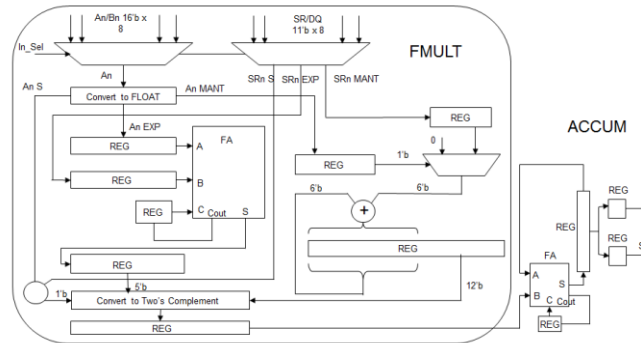 An/Bn 16'b x
8
SR/DQ
11'b x 8
FMULT
In_Sel
An
SRn S
SRn EXP
SRn MANT
An S
Convert to FLOAT
An MANT
An EXP
REG
ACCUM
REG
A
FA
0
REG
1'b
REG
B
6'b
6'b
REG
REG
C
Cout
S
+
REG
REG
REG
FA
REG
A
S
5'b
12'b
B
C
Cout
1'b
Convert to Two's Complement
REG
REG